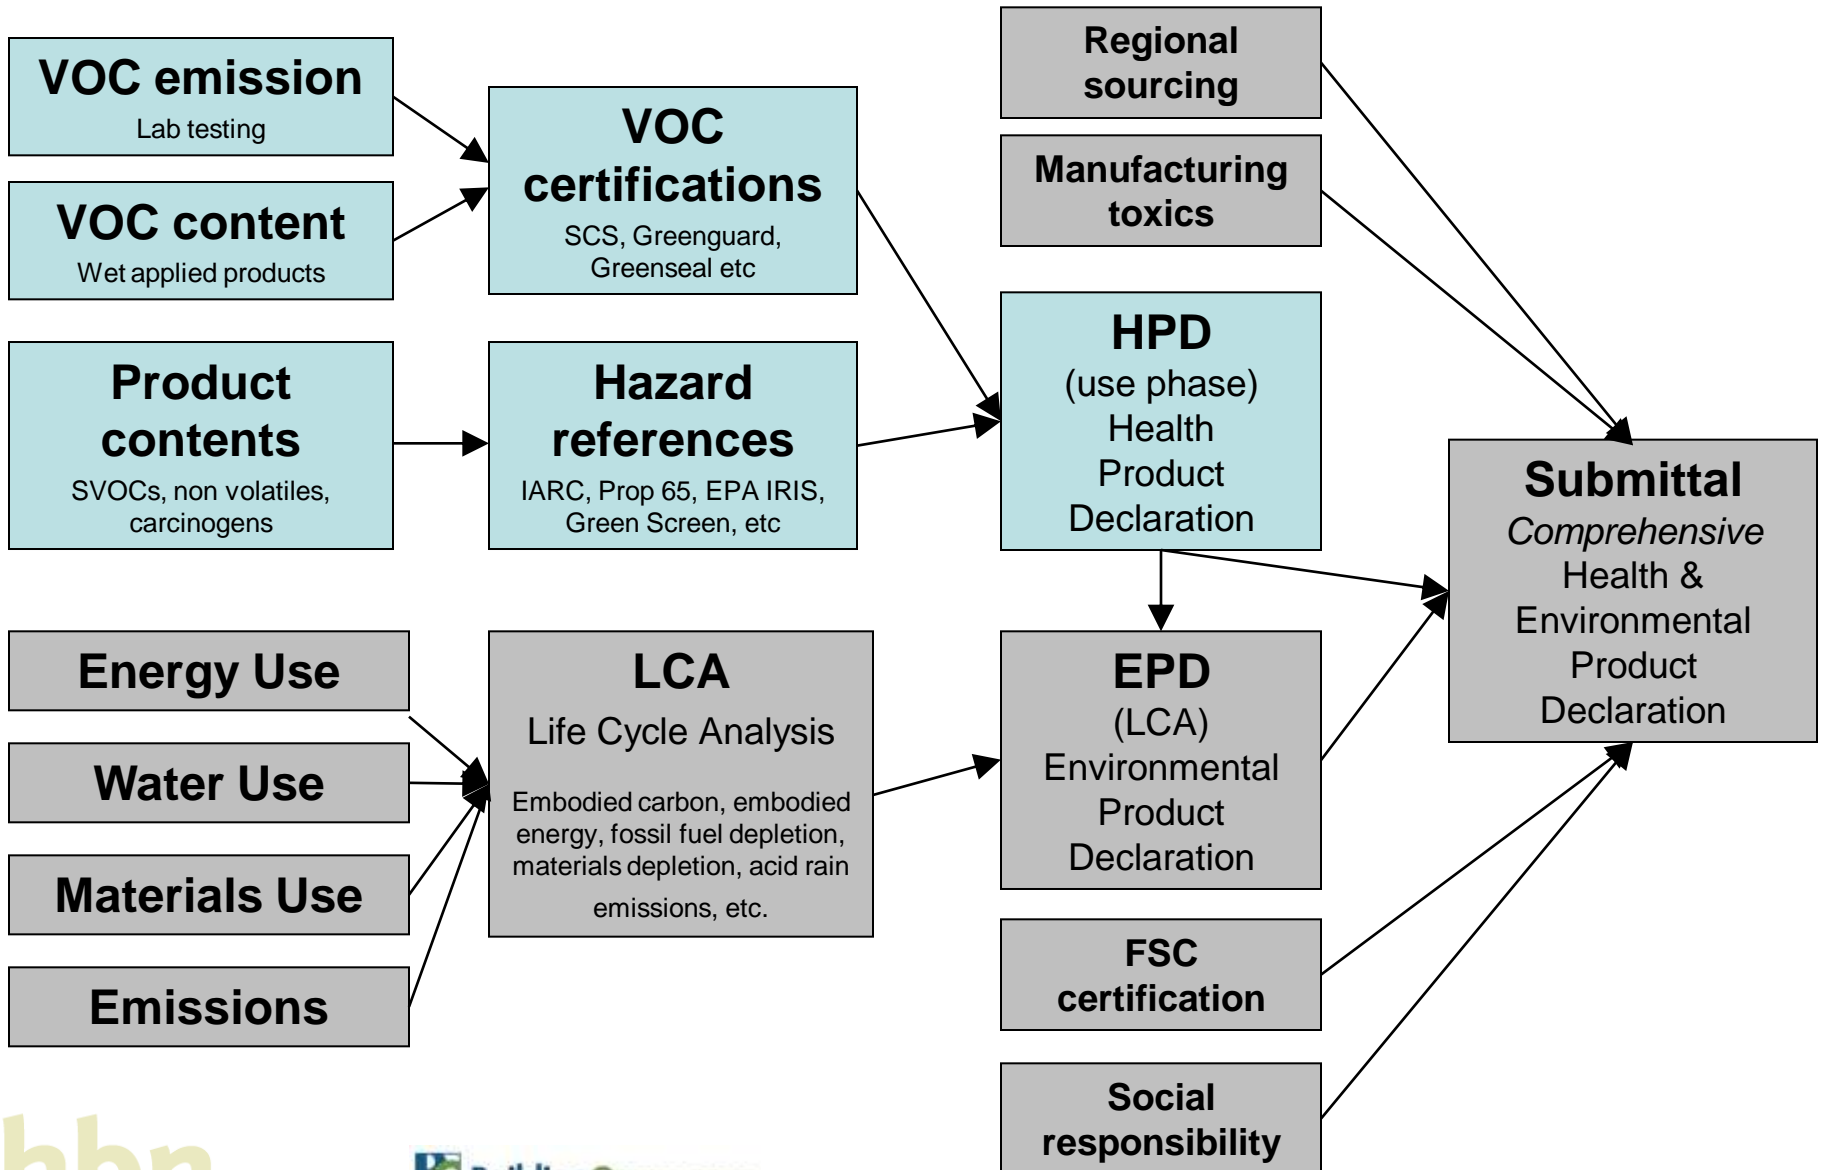 VOC emission
Lab testing
VOC content
Wet applied products
VOC
certifications
SCS, Greenguard,
Greenseal etc
Product
contents
SVOCs, non volatiles,
carcinogens
Hazard
references
IARC, Prop 65, EPA IRIS,
Green Screen, etc
Regional
sourcing
Manufacturing
toxics
HPD
(use phase)
Health
Product
Declaration
Energy Use
Water Use
Materials Use
Emissions
LCA
Life Cycle Analysis
Embodied carbon, embodied
energy, fossil fuel depletion,
materials depletion, acid rain
emissions, etc.
EPD
(LCA)
Environmental
Product
Declaration
FSC
certification
Social
responsibility
Submittal
Comprehensive
Health &
Environmental
Product
Declaration
hbn